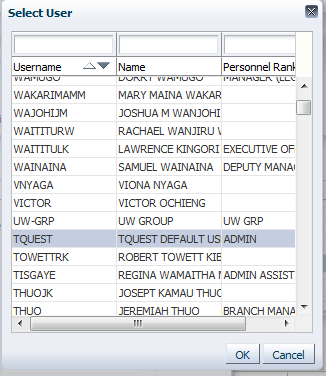 Select User
Username Name Personnel Rank
WAMUGO DORRY WAMUGO MANAGER (LEG
WAKARIMAMM MARY MAINA WAKAR
WAJOHIJM JOSHUA M WANJOHI
WAITITURW RACHAEL WANJIRU W
WAITITULK LAWRENCE KINGORI EXECUTIVE OF
WAINAINA SAMUEL WAINAINA DEPUTY MANA
VNYAGA VIONA NYAGA
VICTOR VICTOR OCHIENG
UW-GRP UW GROUP UW GRP
TQUEST TQUEST DEFAULT US ADMIN
TOWETTRK ROBERT TOWETT KIB
TISGAYE REGINA WAMAITHA N ADMIN ASSIST
THUOJK JOSEPT KAMAU THUO
THUO JEREMIAH THUO BRANCH MANA
OK Cancel